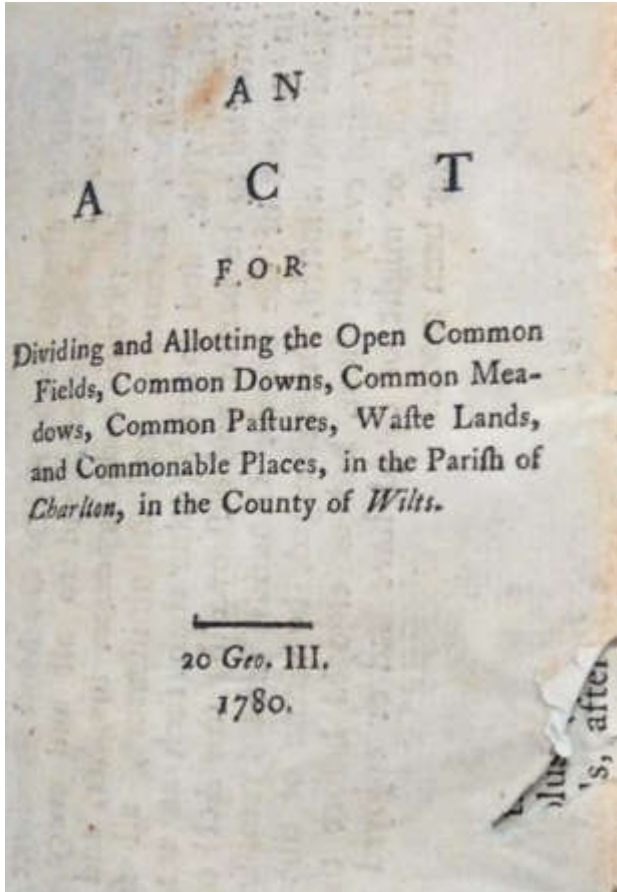 AN
ACT
FOR
Dividing and Allotting the Open Common
Fields, Common Downs, Common Mea-
dows, Common Paſtures, Waſte Lands,
and Commonable Places, in the Pariſh of
Charlton, in the County of Wilts.
20 Geo. III.
1780.
after